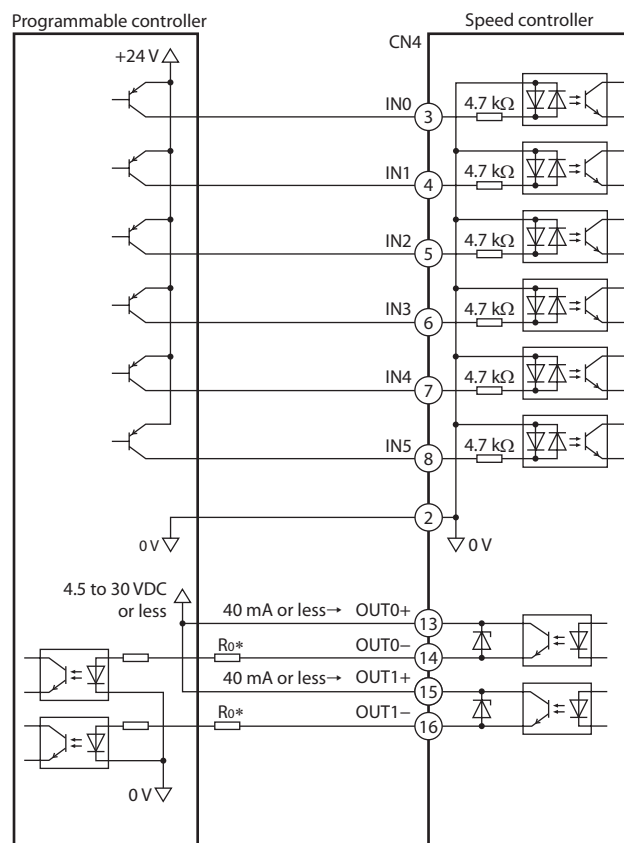 Programmable controller
Speed controller
CN4
+24 V
IN0
3
4.7 kΩ
IN1
4
4.7 kΩ
IN2
5
4.7 kΩ
IN3
6
4.7 kΩ
IN4
7
4.7 kΩ
IN5
8
4.7 kΩ
2
0 V
0 V
4.5 to 30 VDC
or less
40 mA or less→ OUT0+
13
R0*
OUT0−
14
40 mA or less→ OUT1+
15
R0*
OUT1−
16
0 V